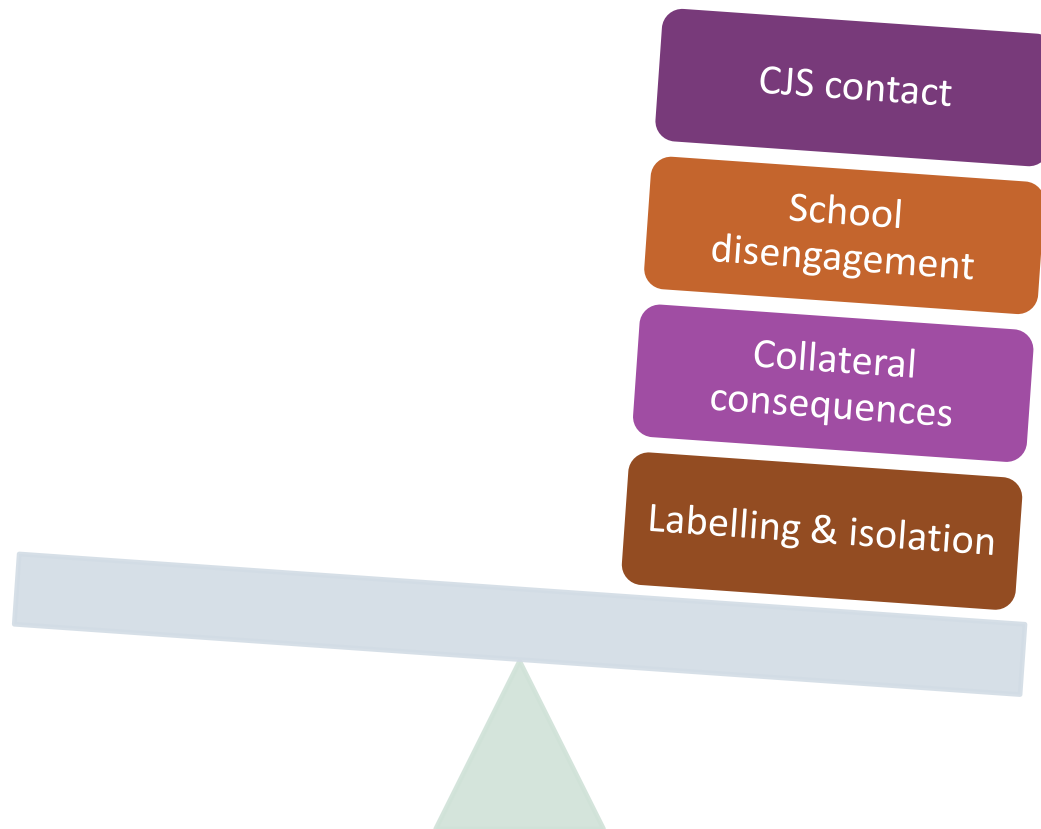 CJS contact
School
disengagement
Collateral
consequences
Labelling & isolation